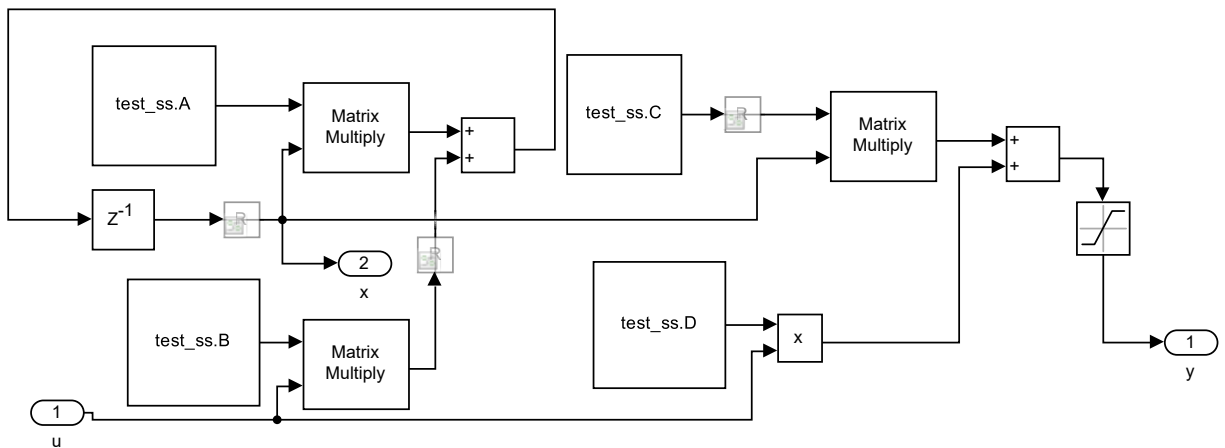 test_ss.A
Matrix
Multiply
+
+
test_ss.C
R
Matrix
Multiply
+
+
Z-1
R
2
x
R
test_ss.B
Matrix
Multiply
test_ss.D
x
1
y
1
u